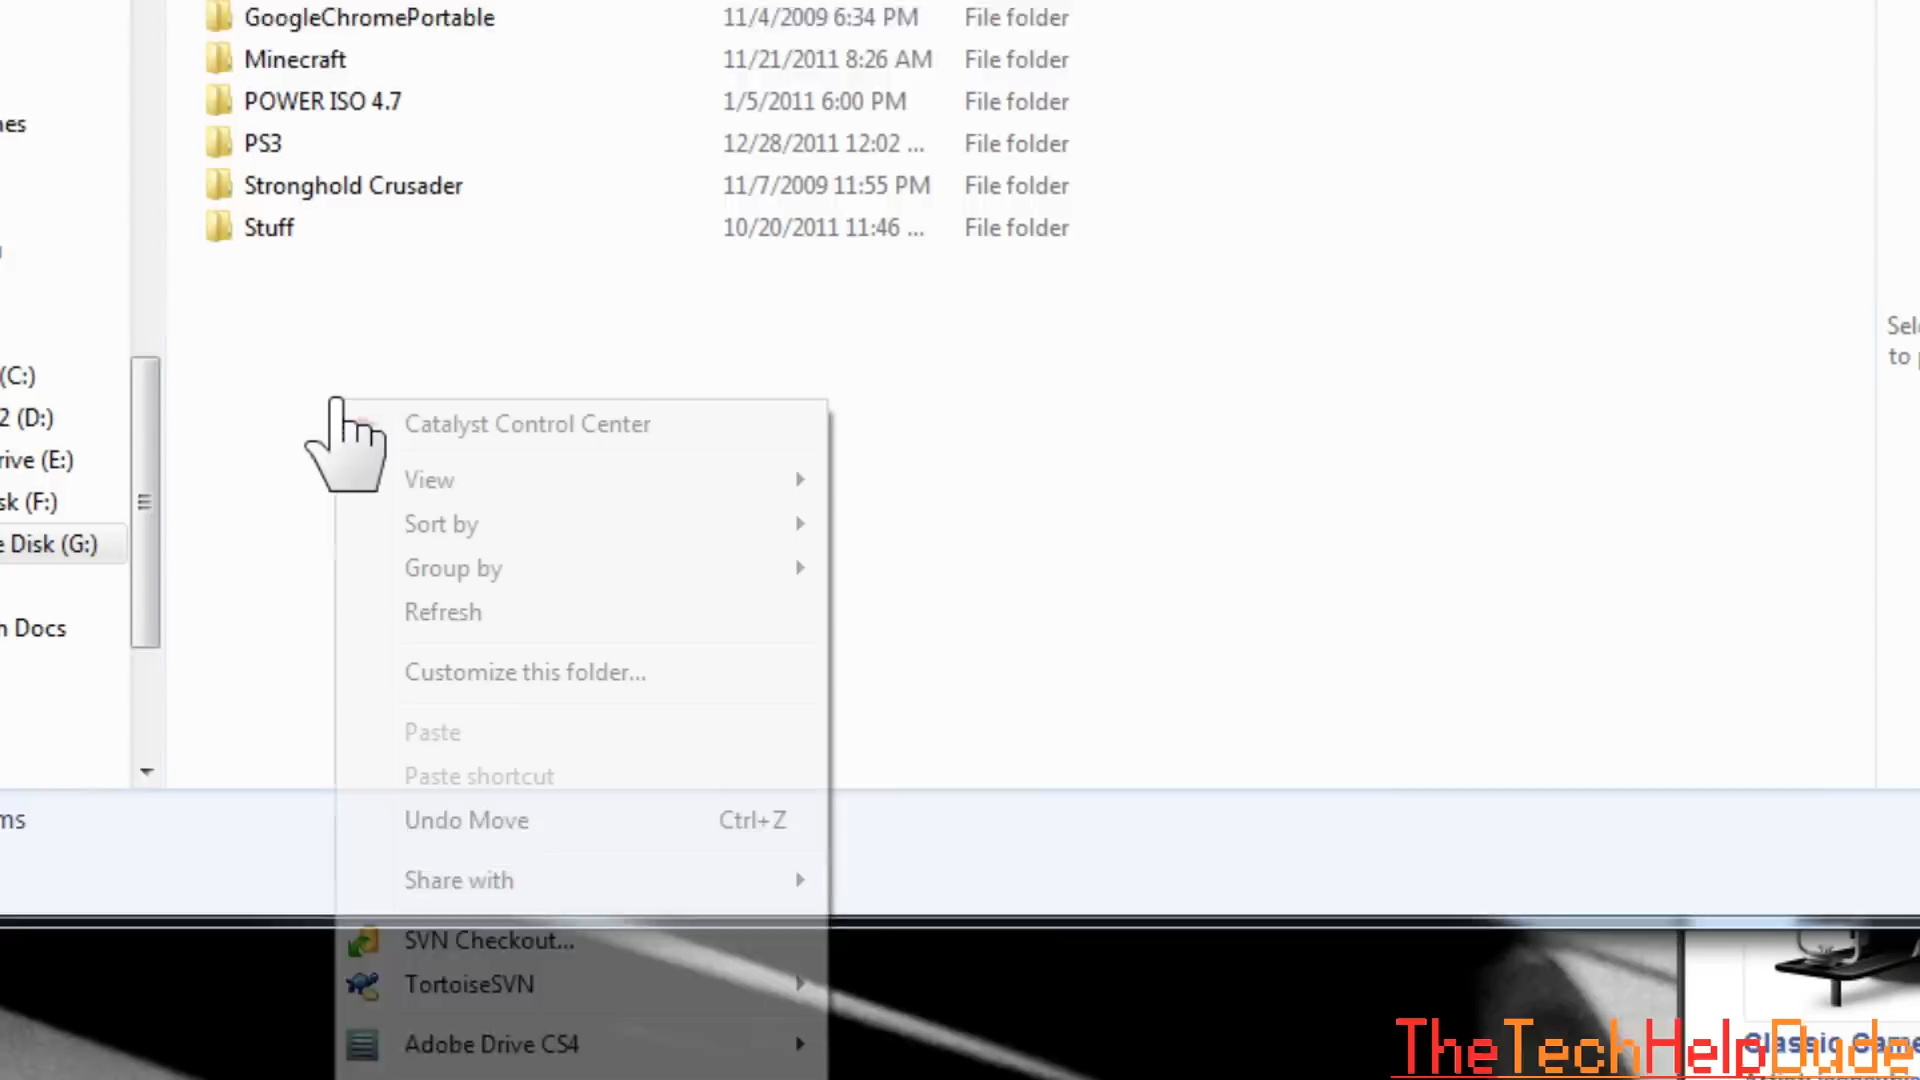 GoogleChromePortable 11/4/2009 6:34 PM File folder
Minecraft 11/21/2011 8:26 AM File folder
POWER ISO 4.7 1/5/2011 6:00 PM File folder
PS3 12/28/2011 12:02 ... File folder
Stronghold Crusader 11/7/2009 11:55 PM File folder
Stuff 10/20/2011 11:46 ... File folder
(C:)
2 (D:)
(E:)
(F:)
Disk (G:)
Docs
to
Catalyst Control Center
View
Sort by
Group by
Refresh
Customize this folder...
Paste
Paste shortcut
Undo Move Ctrl+Z
Share with
SVN Checkout...
TortoiseSVN
Adobe Drive CS4
Classic
TheTechHelpDude